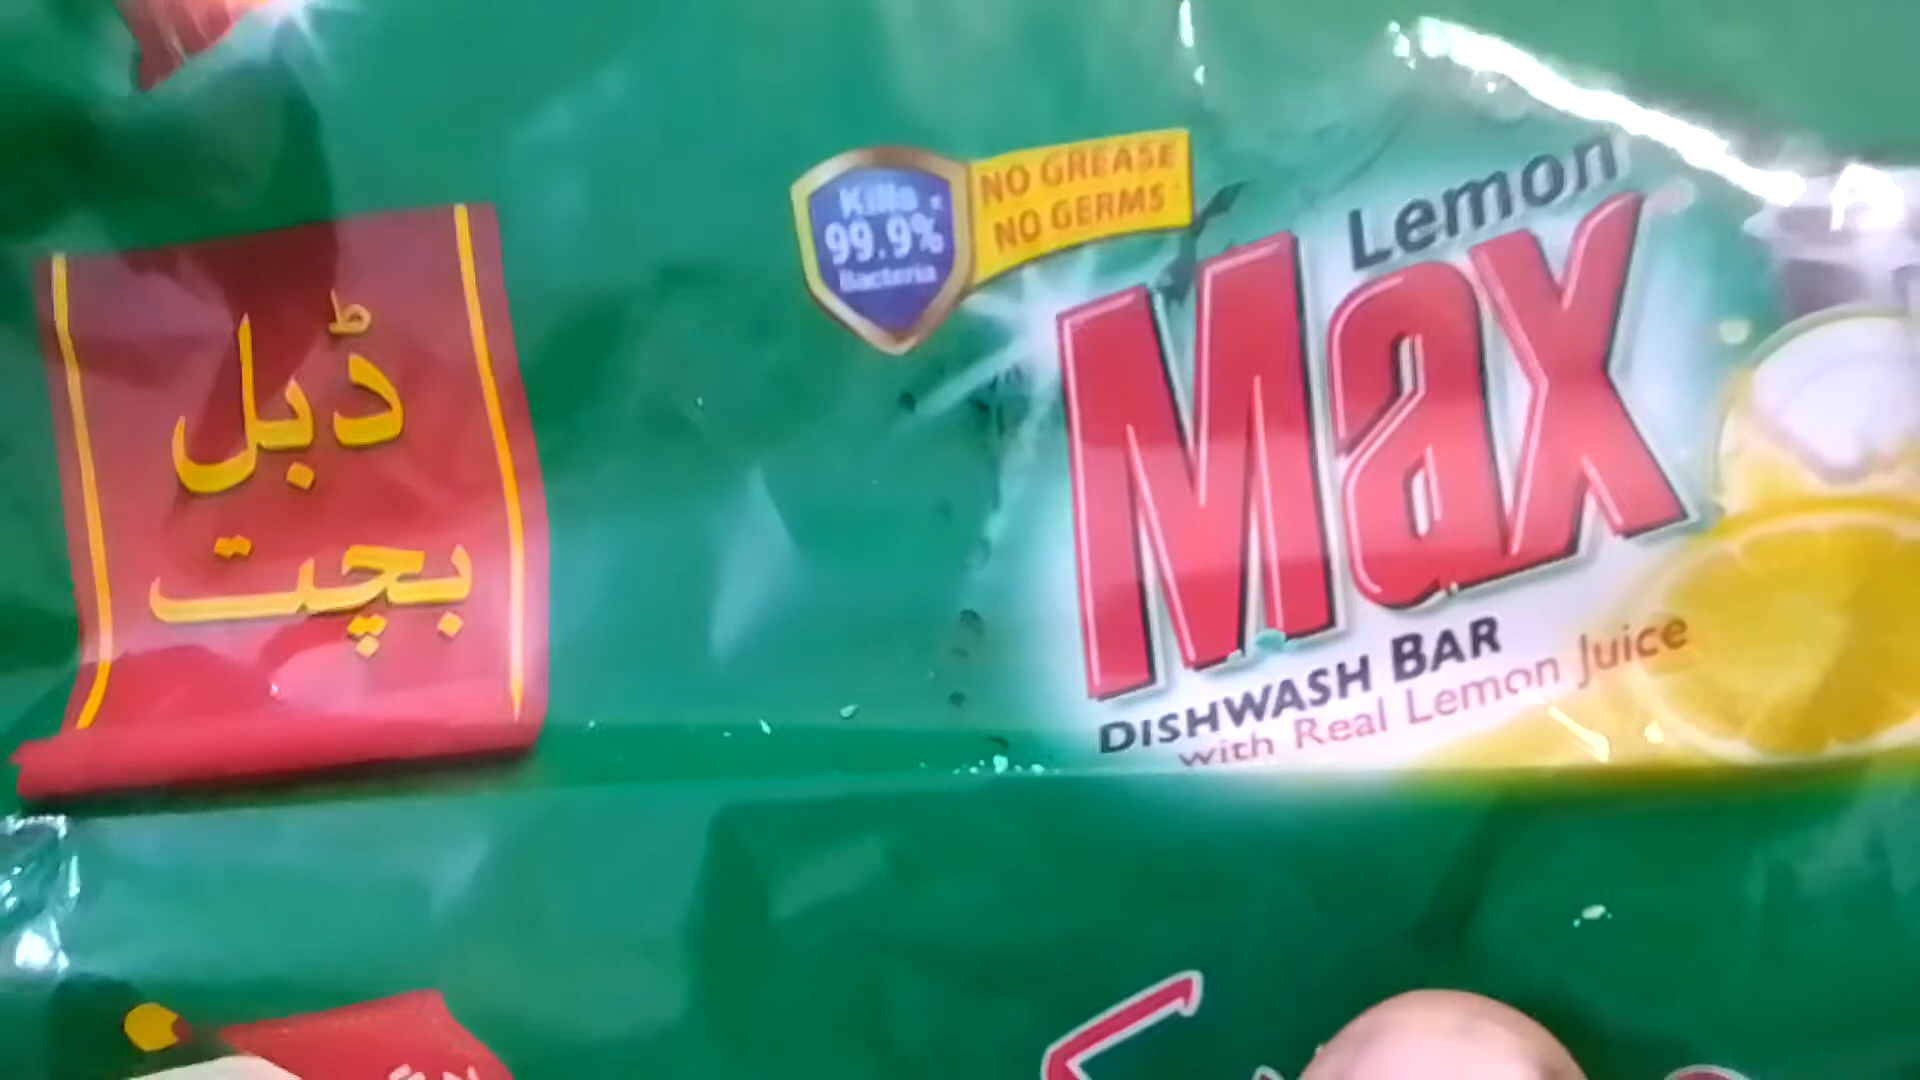 ڈبل
بچت
Kills
99.9%
Bacteria
NO GREASE
NO GERMS
Lemon
Max
DISHWASH BAR
with Real Lemon Juice